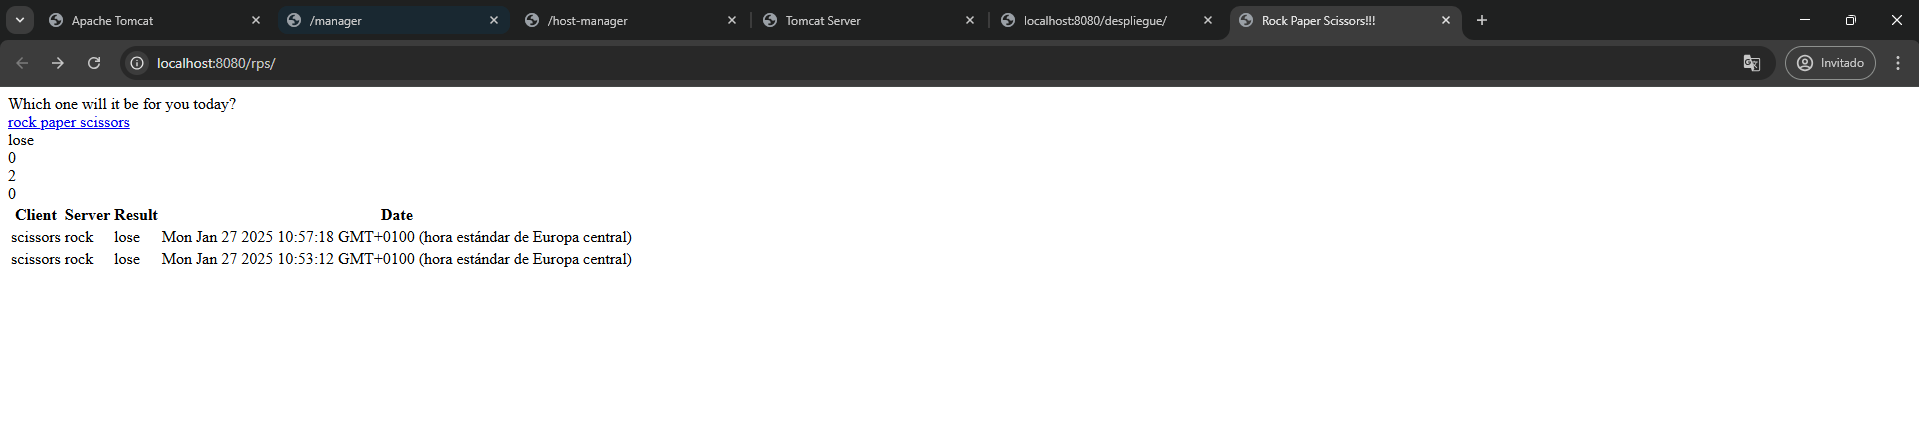 Apache Tomcat
/manager
/host-manager
Tomcat Server
localhost:8080/despliegue/
Rock Paper Scissors!!!
localhost:8080/rps/
Invitado
Which one will it be for you today?
rock paper scissors
lose
0
2
0
Client Server Result Date
scissors rock lose Mon Jan 27 2025 10:57:18 GMT+0100 (hora estándar de Europa central)
scissors rock lose Mon Jan 27 2025 10:53:12 GMT+0100 (hora estándar de Europa central)